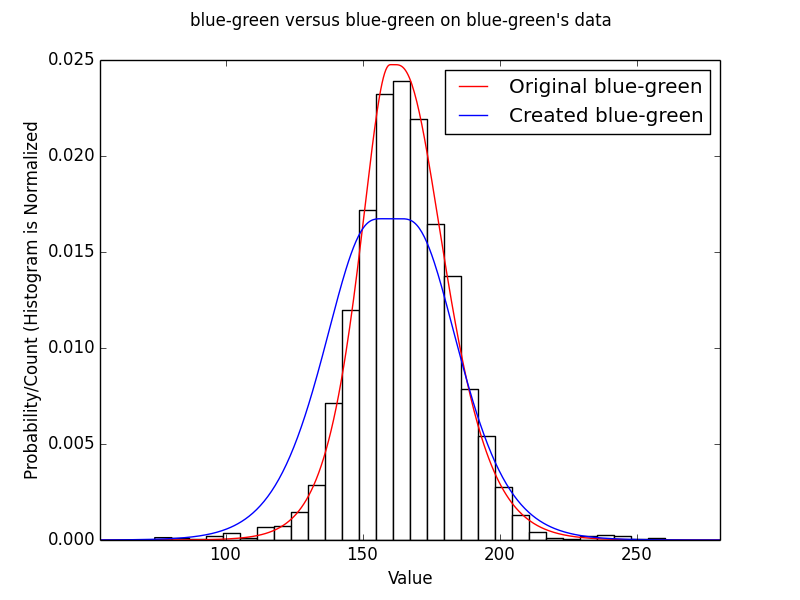 blue-green versus blue-green on blue-green's data
0.025
0.020
0.015
0.010
0.005
0.000
Probability/Count (Histogram is Normalized
Original blue-green
Created blue-green
100
150
200
250
Value